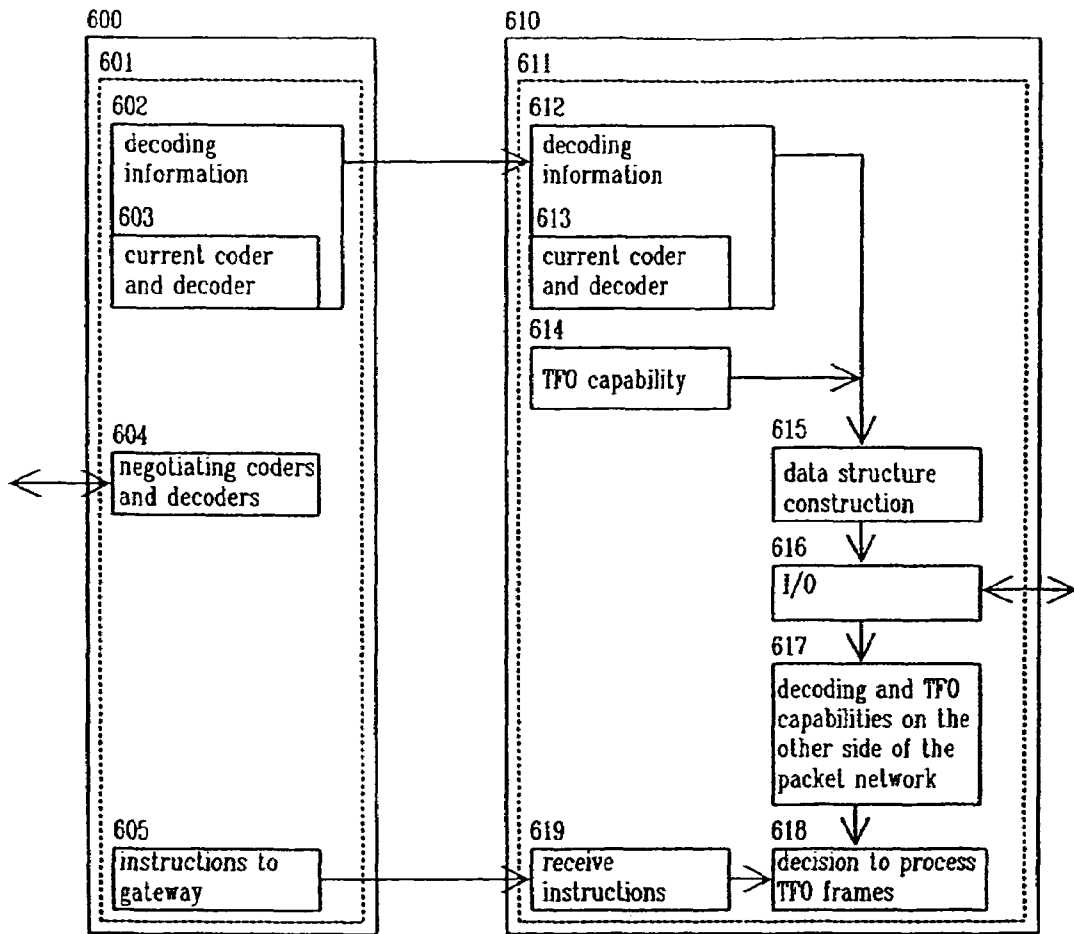 600
601
602
decoding
information
603
current coder
and decoder
604
negotiating coders
and decoders
605
instructions to
gateway
610
611
612
decoding
information
613
current coder
and decoder
614
TFO capability
615
data structure
construction
616
I/O
617
decoding and TFO
capabilities on the
other side of the
packet network
619
receive
instructions
618
decision to process
TFO frames